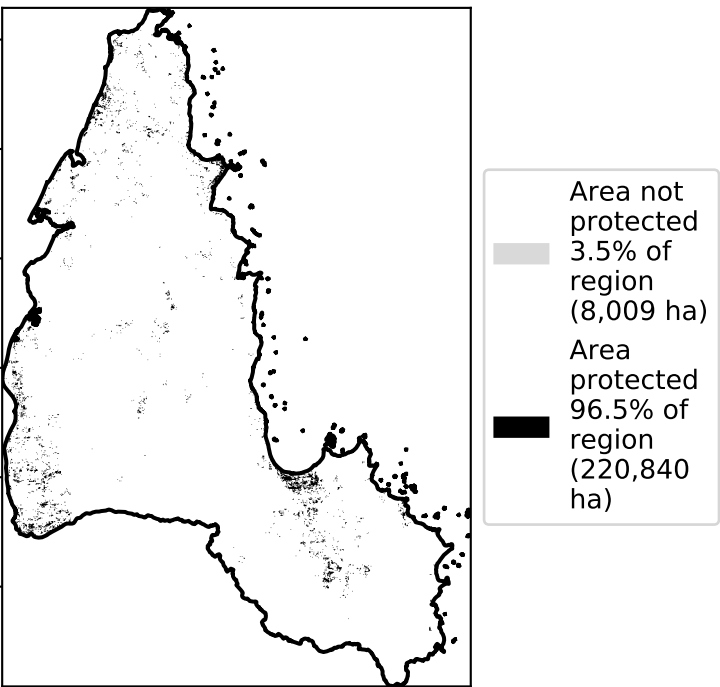 Area not
protected
3.5% of
region
(8,009 ha)
Area
protected
96.5% of
region
(220,840
ha)